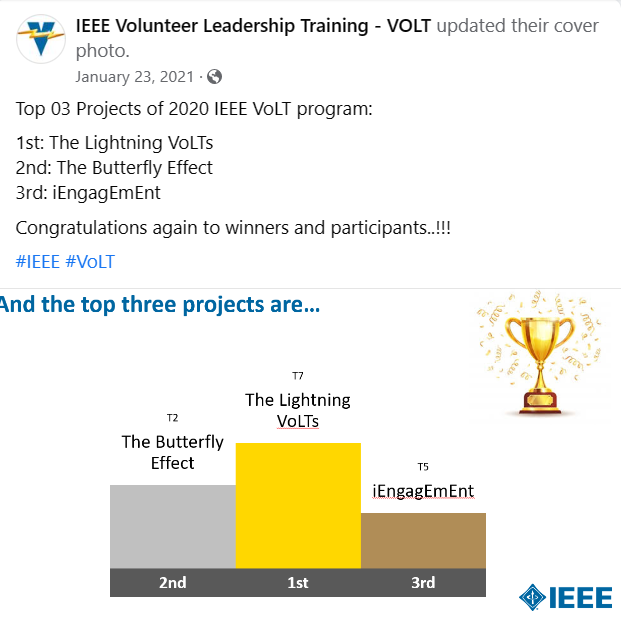 IEEE Volunteer Leadership Training - VOLT updated their cover
photo.
January 23, 2021 ·
Top 03 Projects of 2020 IEEE VoLT program:
1st: The Lightning VoLTs
2nd: The Butterfly Effect
3rd: iEngagEmEnt
Congratulations again to winners and participants..!!!
#IEEE #VoLT
And the top three projects are...
T7
The Lightning
VoLTs
T2
The Butterfly
Effect
T5
iEngagEmEnt
2nd 1st 3rd
IEEE